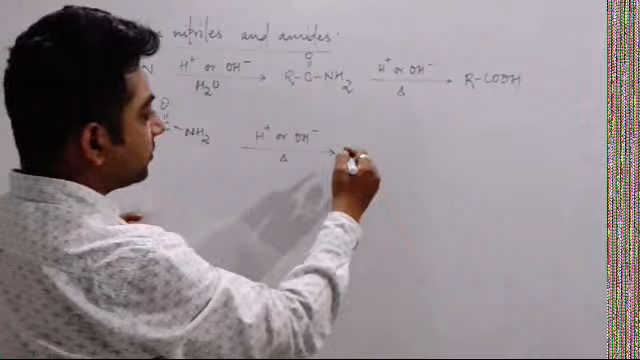 nitriles and amides.
N H⁺ or OH⁻ / H₂O → R-C(=O)-NH₂ H⁺ or OH⁻ / Δ → R-COOH
O
-NH₂ H⁺ or OH⁻ / Δ →